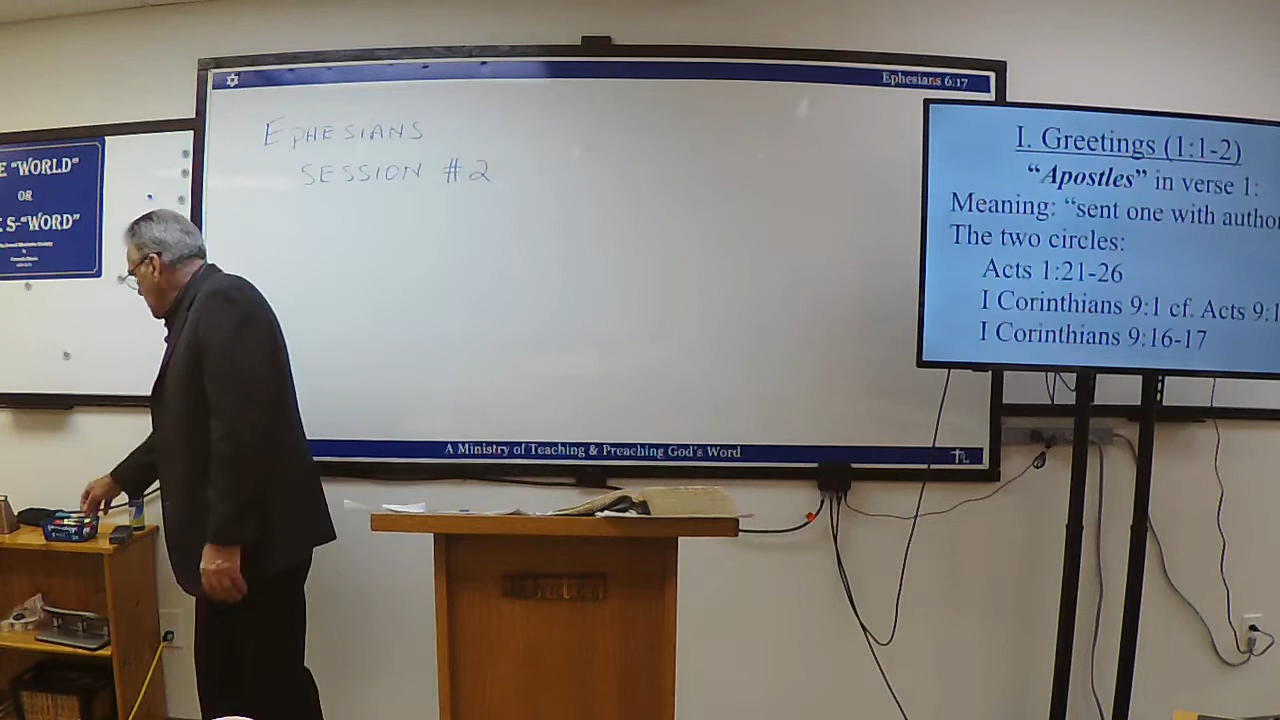 Ephesians 6:17
EPHESIANS
SESSION #2
E "WORLD"
OR
S-"WORD"
I. Greetings (1:1-2)
"Apostles" in verse 1:
Meaning: "sent one with autho
The two circles:
Acts 1:21-26
I Corinthians 9:1 cf. Acts 9:1
I Corinthians 9:16-17
A Ministry of Teaching & Preaching God's Word